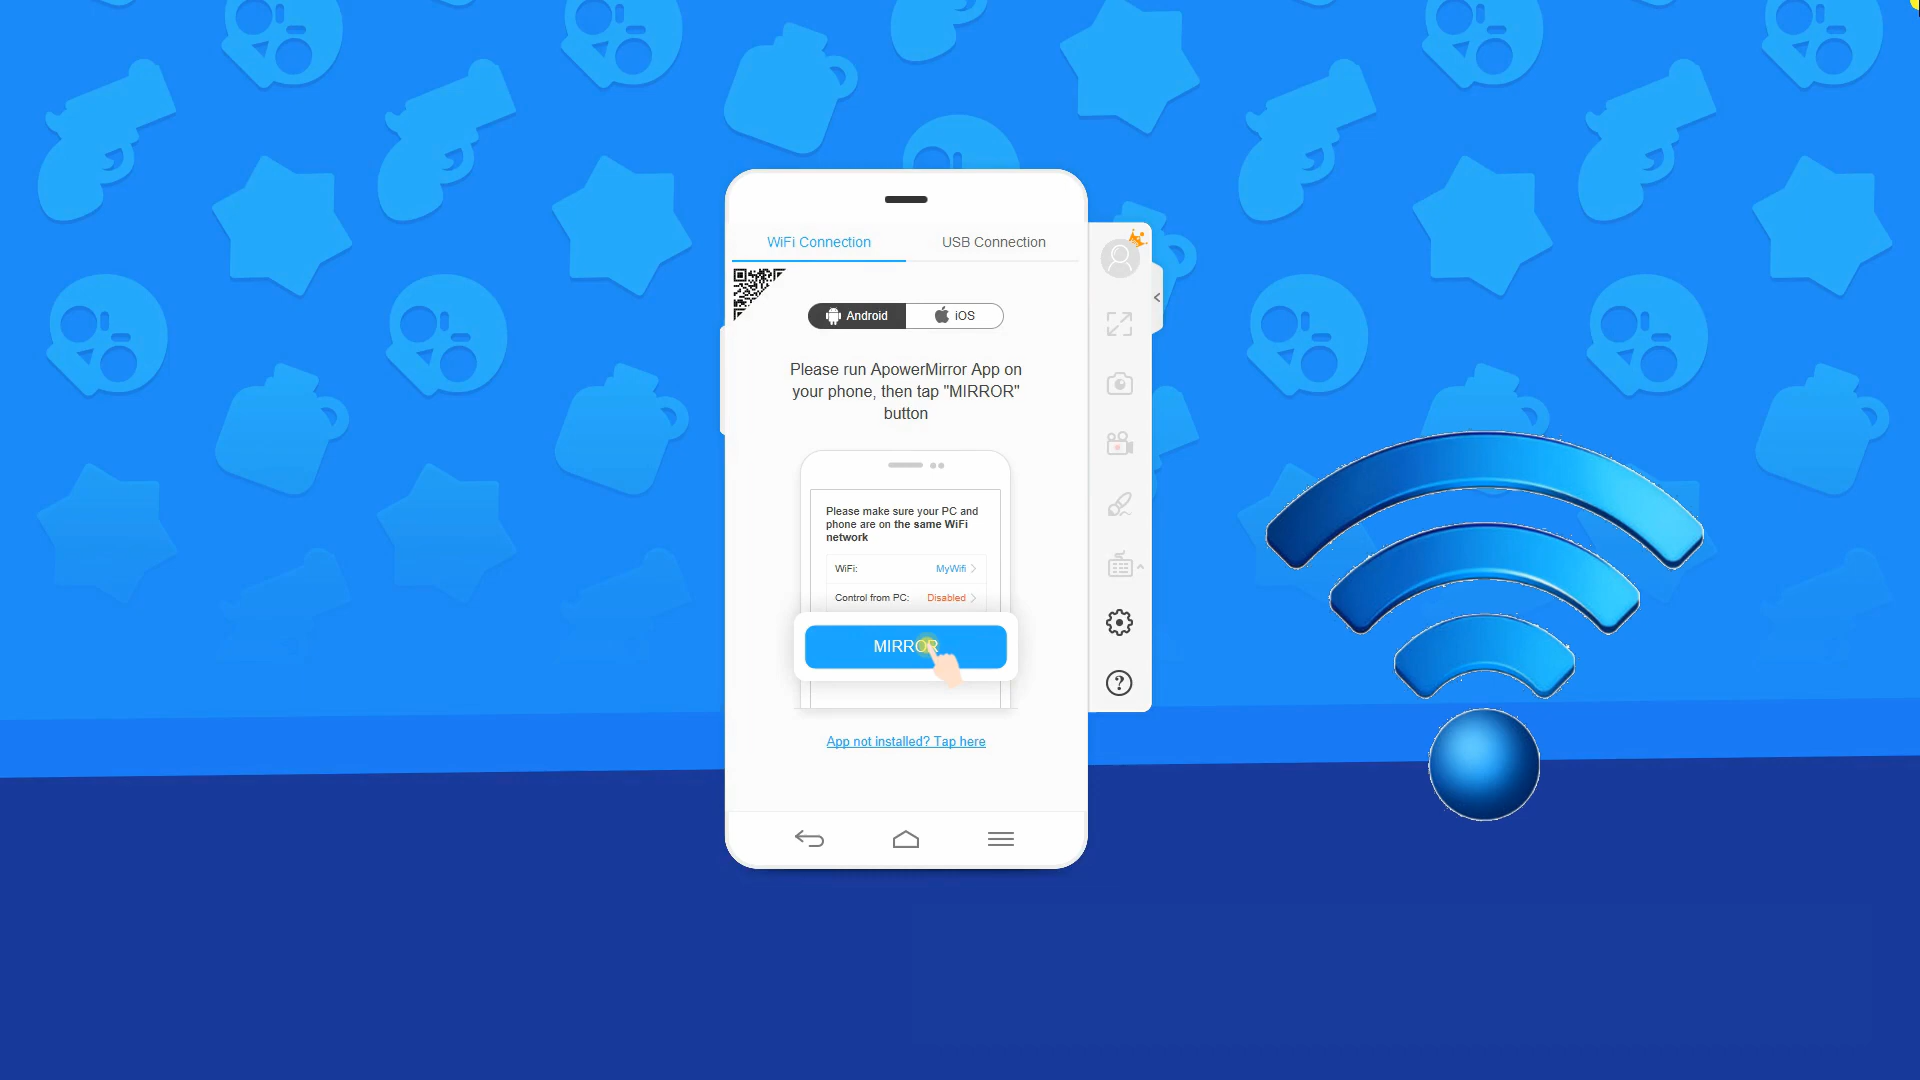 WiFi Connection
USB Connection
Android
iOS
Please run ApowerMirror App on
your phone, then tap "MIRROR"
button
Please make sure your PC and
phone are on the same WiFi
network
WiFi: MyWifi
Control from PC: Disabled
MIRROR
App not installed? Tap here